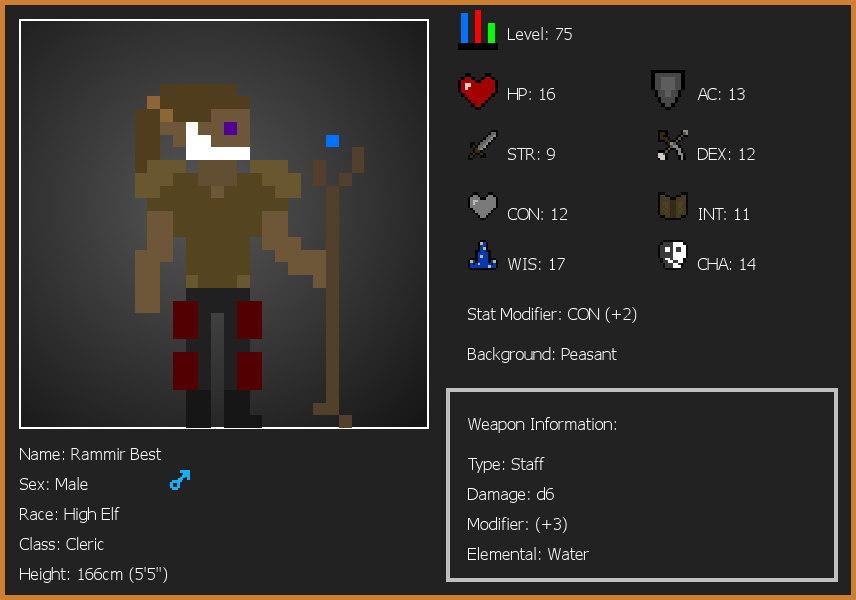 Level: 75
HP: 16
AC: 13
STR: 9
DEX: 12
CON: 12
INT: 11
WIS: 17
CHA: 14
Stat Modifier: CON (+2)
Background: Peasant
Weapon Information:
Type: Staff
Damage: d6
Modifier: (+3)
Elemental: Water
Name: Rammir Best
Sex: Male
Race: High Elf
Class: Cleric
Height: 166cm (5'5")